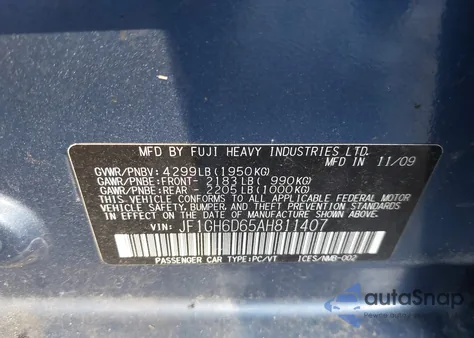 MFD BY FUJI HEAVY INDUSTRIES LTD.
GVWR/PNBV: 4299LB(1950KG) MFD IN 11/09
GAWR/PNBE:FRONT- 2183LB( 990KG)
GAWR/PNBE:REAR - 2205LB(1000KG)
THIS VEHICLE CONFORMS TO ALL APPLICABLE FEDERAL MOTOR
VEHICLE SAFETY, BUMPER, AND THEFT PREVENTION STANDARDS
IN EFFECT ON THE DATE OF MANUFACTURE SHOWN ABOVE.
VIN: JF1GH6D65AH811407
PASSENGER CAR TYPE:PC/VT ICES/NMB-002
autoSnap